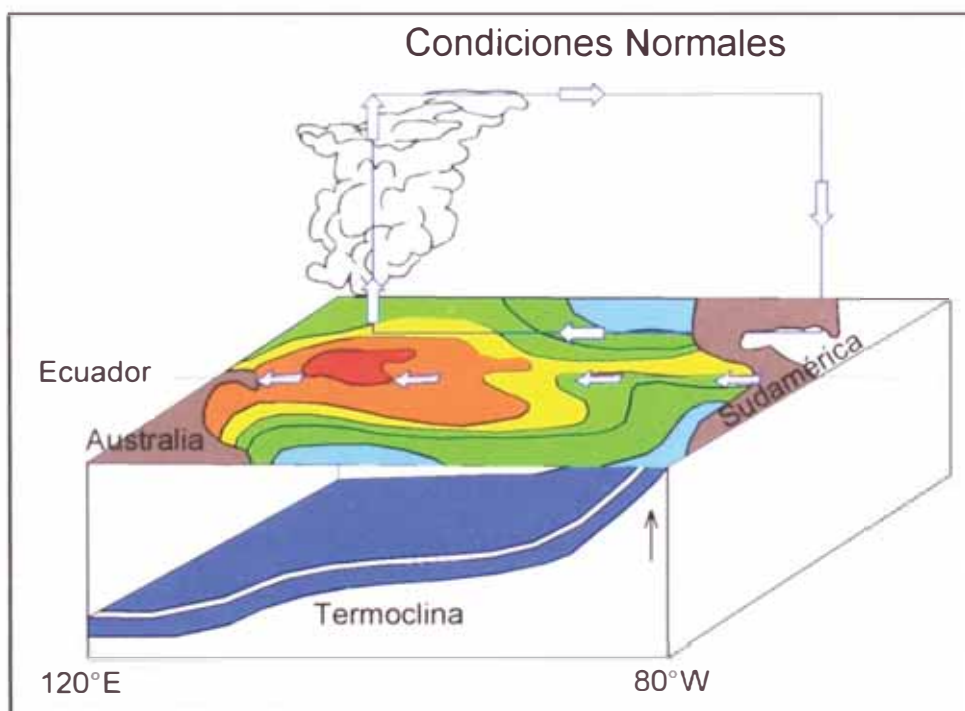 Condiciones Normales
Ecuador
Sudamérica
Australia
Termoclina
120°E
80°W